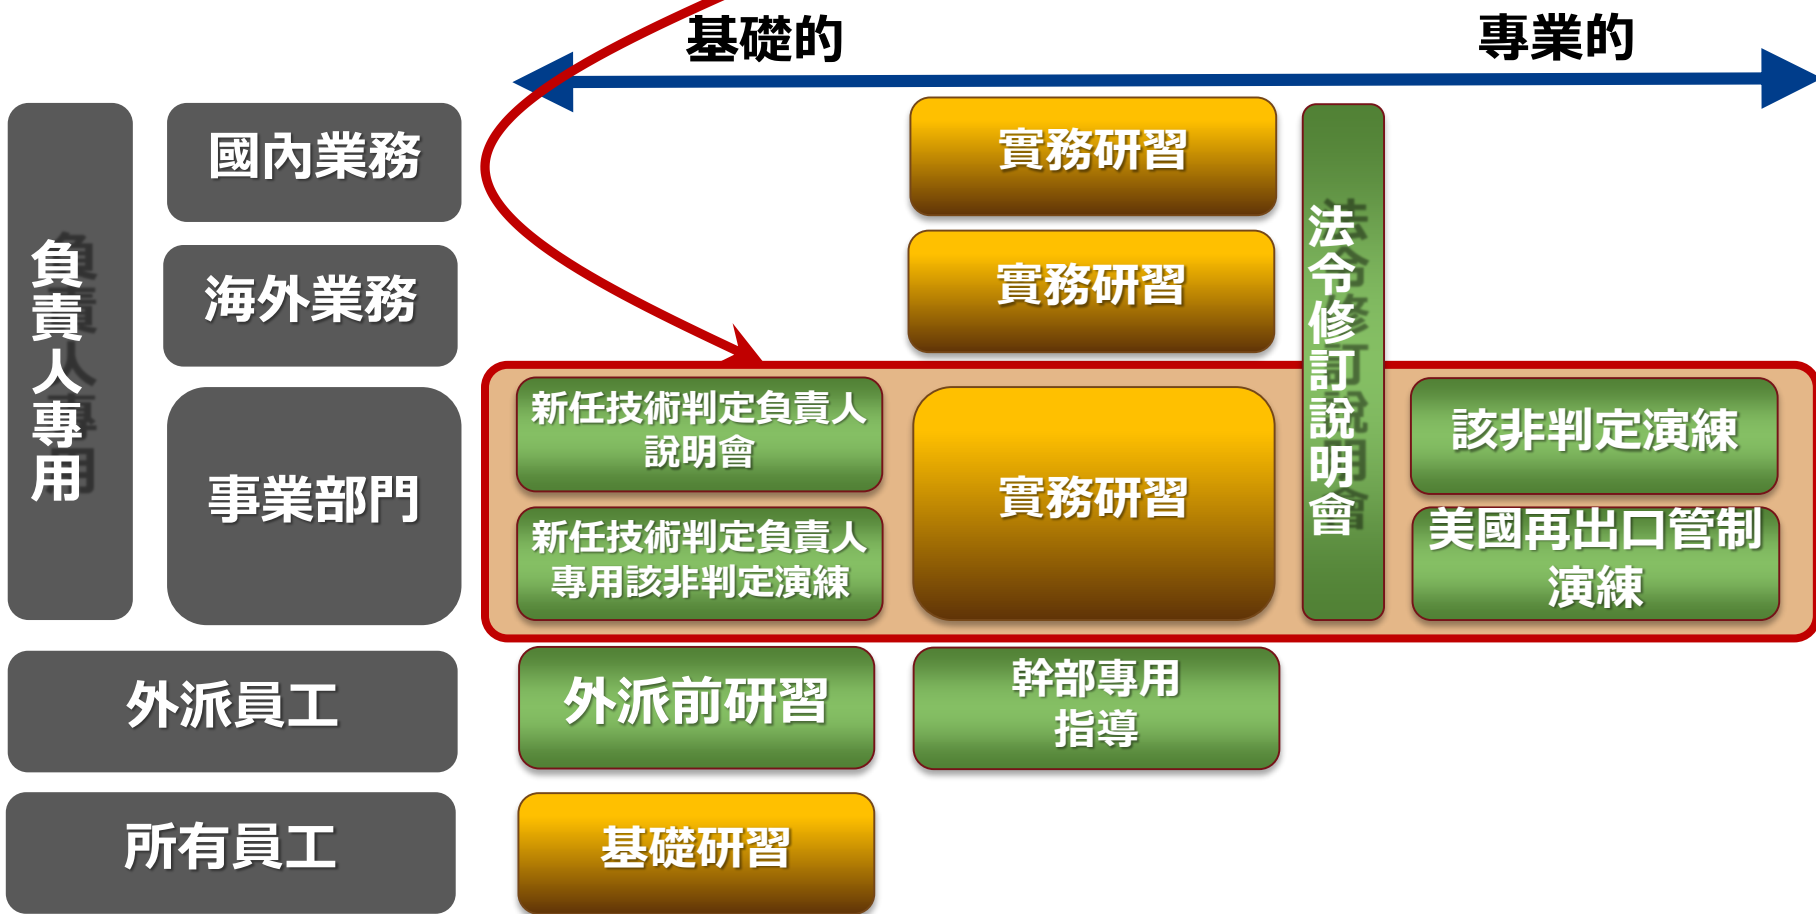 基礎的
專業的
負責人專用
國內業務
實務研習
法令修訂說明會
海外業務
實務研習
事業部門
新任技術判定負責人
說明會
新任技術判定負責人
專用該非判定演練
實務研習
該非判定演練
美國再出口管制
演練
外派員工
外派前研習
幹部專用
指導
所有員工
基礎研習